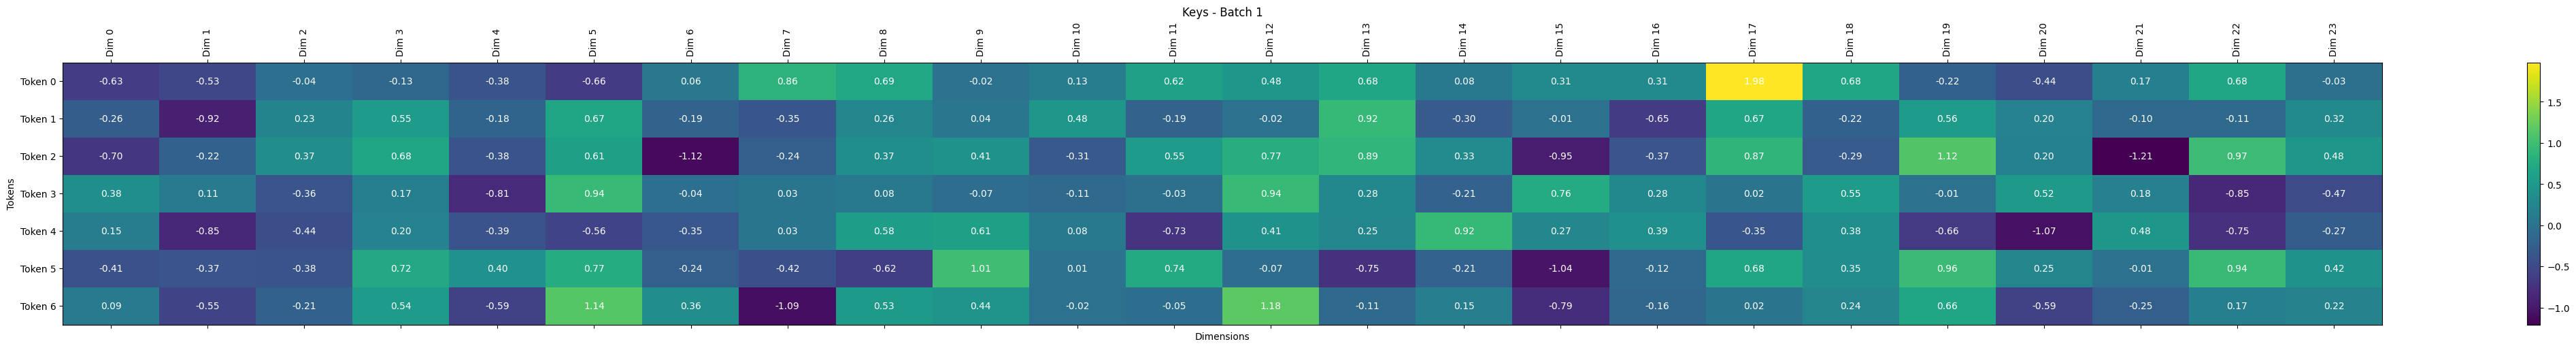 Keys - Batch 1
Dim 0 Dim 1 Dim 2 Dim 3 Dim 4 Dim 5 Dim 6 Dim 7 Dim 8 Dim 9 Dim 10 Dim 11 Dim 12 Dim 13 Dim 14 Dim 15 Dim 16 Dim 17 Dim 18 Dim 19 Dim 20 Dim 21 Dim 22 Dim 23
Token 0 -0.63 -0.53 -0.04 -0.13 -0.38 -0.66 0.06 0.86 0.69 -0.02 0.13 0.62 0.48 0.68 0.08 0.31 0.31 1.98 0.68 -0.22 -0.44 0.17 0.68 -0.03
Token 1 -0.26 -0.92 0.23 0.55 -0.18 0.67 -0.19 -0.35 0.26 0.04 0.48 -0.19 -0.02 0.92 -0.30 -0.01 -0.65 0.67 -0.22 0.56 0.20 -0.10 -0.11 0.32
Token 2 -0.70 -0.22 0.37 0.68 -0.38 0.61 -1.12 -0.24 0.37 0.41 -0.31 0.55 0.77 0.89 0.33 -0.95 -0.37 0.87 -0.29 1.12 0.20 -1.21 0.97 0.48
Token 3 0.38 0.11 -0.36 0.17 -0.81 0.94 -0.04 0.03 0.08 -0.07 -0.11 -0.03 0.94 0.28 -0.21 0.76 0.28 0.02 0.55 -0.01 0.52 0.18 -0.85 -0.47
Token 4 0.15 -0.85 -0.44 0.20 -0.39 -0.56 -0.35 0.03 0.58 0.61 0.08 -0.73 0.41 0.25 0.92 0.27 0.39 -0.35 0.38 -0.66 -1.07 0.48 -0.75 -0.27
Token 5 -0.41 -0.37 -0.38 0.72 0.40 0.77 -0.24 -0.42 -0.62 1.01 0.01 0.74 -0.07 -0.75 -0.21 -1.04 -0.12 0.68 0.35 0.96 0.25 -0.01 0.94 0.42
Token 6 0.09 -0.55 -0.21 0.54 -0.59 1.14 0.36 -1.09 0.53 0.44 -0.02 -0.05 1.18 -0.11 0.15 -0.79 -0.16 0.02 0.24 0.66 -0.59 -0.25 0.17 0.22
Tokens
Dimensions
1.5
1.0
0.5
0.0
−0.5
−1.0